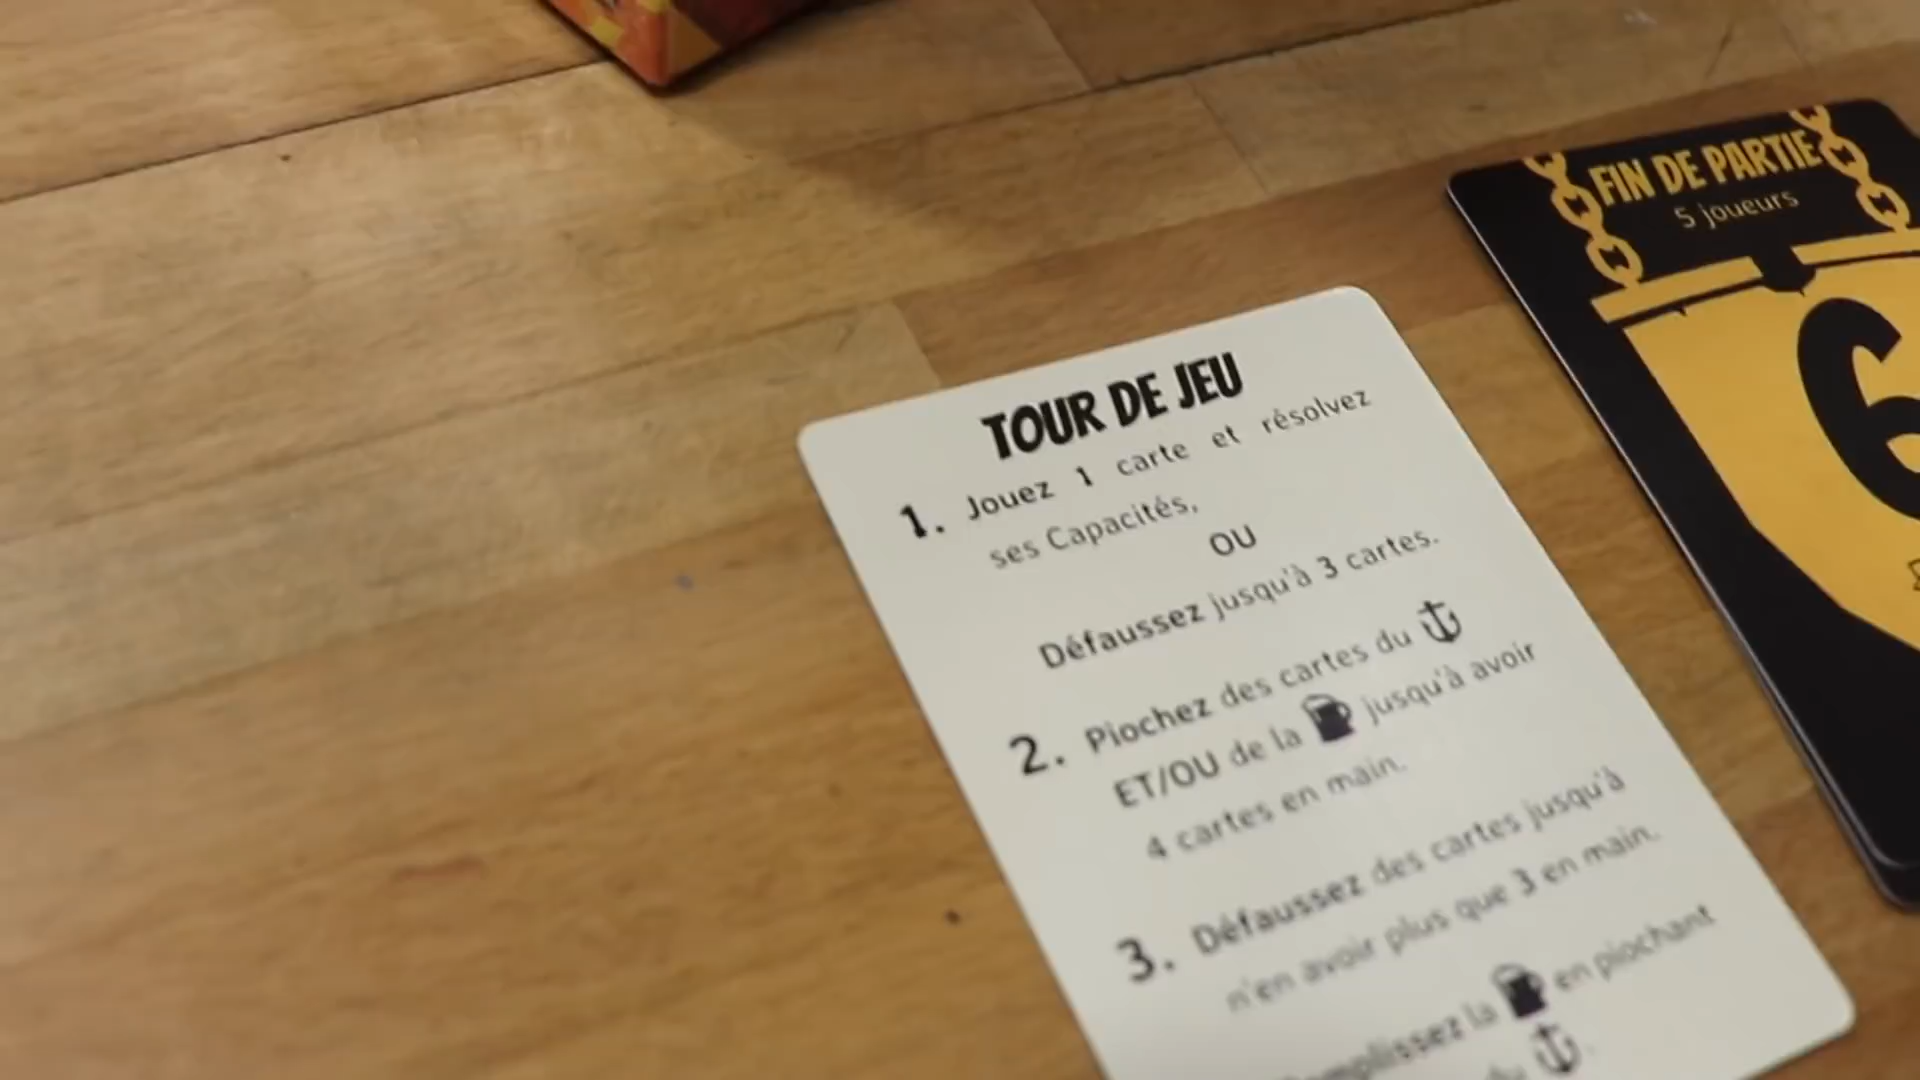 FIN DE PARTIE
5 joueurs
6
TOUR DE JEU
1. Jouez 1 carte et résolvez
ses Capacités,
OU
Défaussez jusqu'à 3 cartes.
2. Piochez des cartes du
ET/OU de la jusqu'à avoir
4 cartes en main.
3. Défaussez des cartes jusqu'à
n'en avoir plus que 3 en main.
la en piochant
du